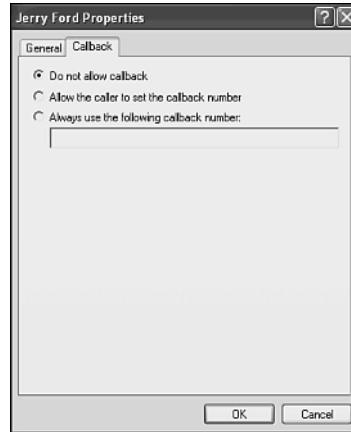 Jerry Ford Properties
General Callback
Do not allow callback
Allow the caller to set the callback number
Always use the following callback number:
OK Cancel